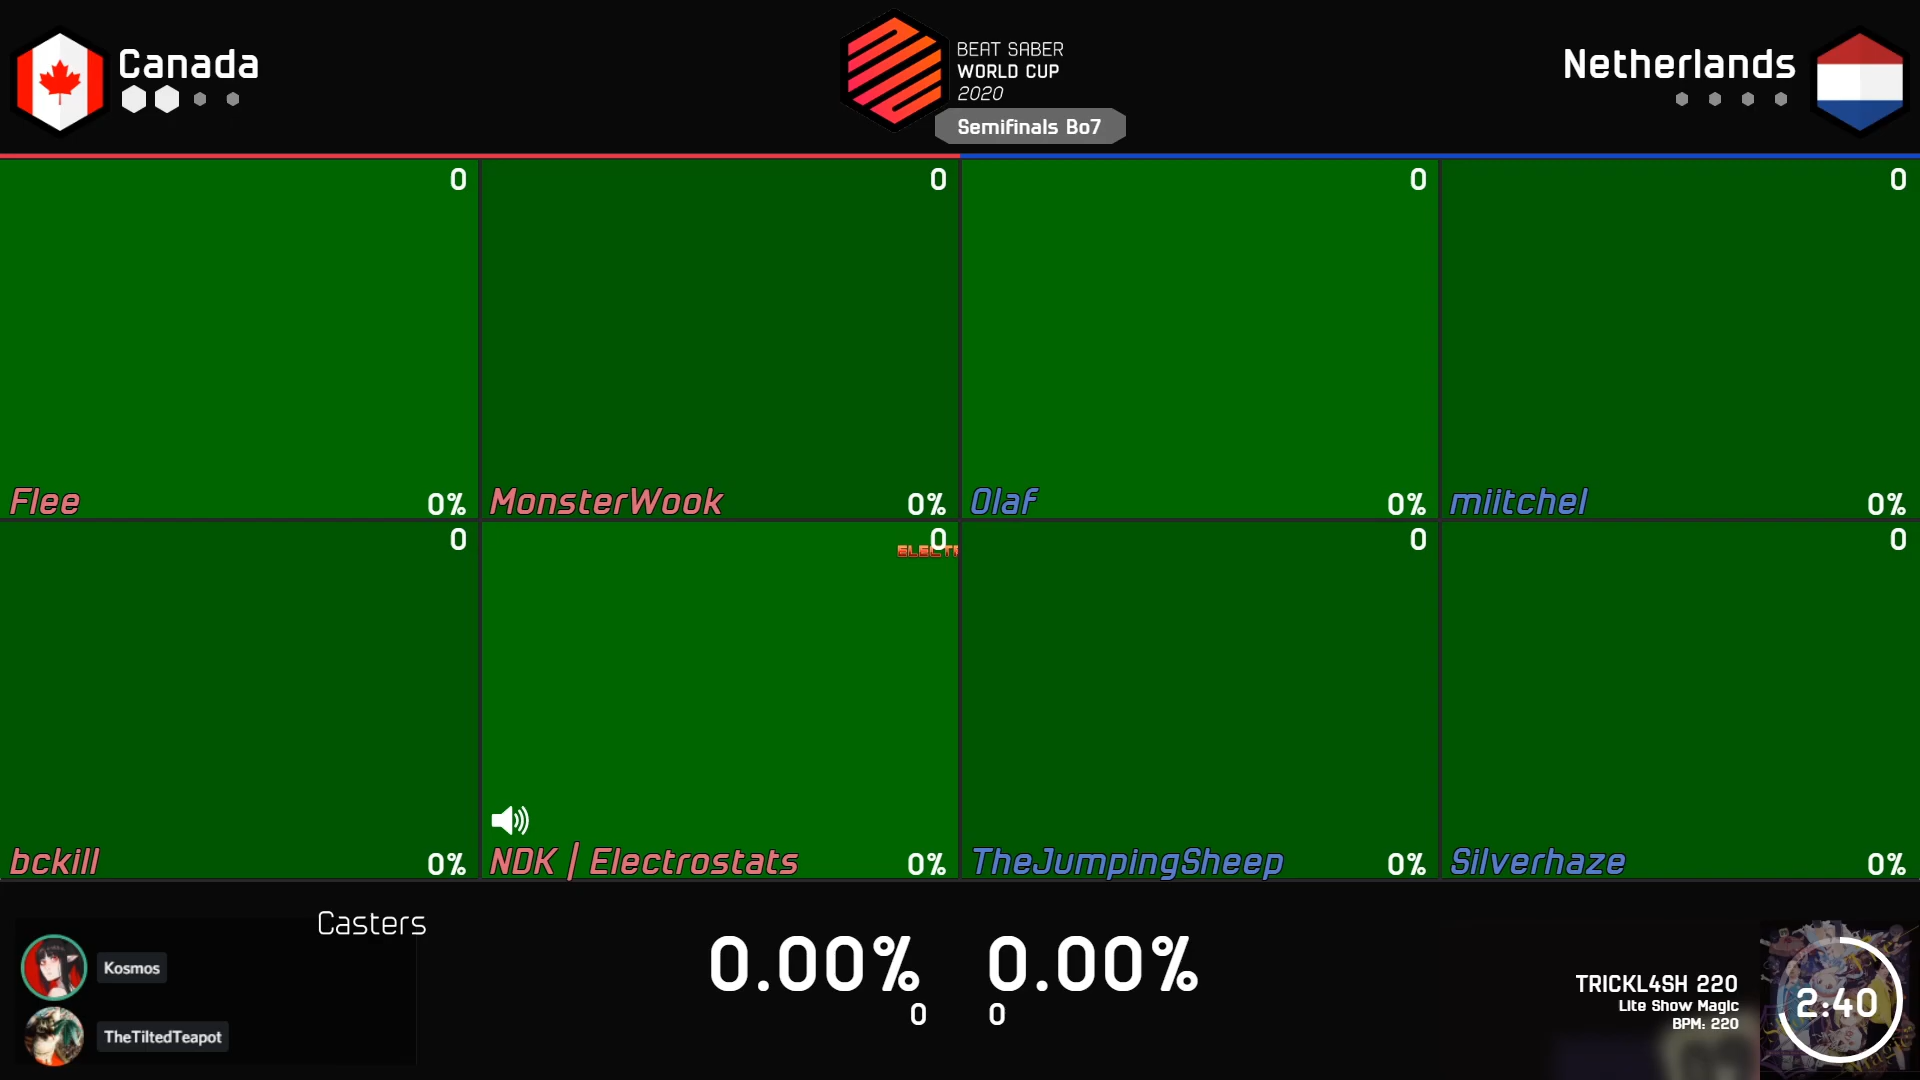 Canada
BEAT SABER
WORLD CUP
2020
Semifinals Bo7
Netherlands
0
0
0
0
Flee
0%
MonsterWook
0%
Olaf
0%
miitchel
0%
0
0
0
0
bckill
0%
NDK | Electrostats
0%
TheJumpingSheep
0%
Silverhaze
0%
Casters
Kosmos
TheTiltedTeapot
0.00%
0
0.00%
0
TRICKL4SH 220
Lite Show Magic
BPM: 220
2:40